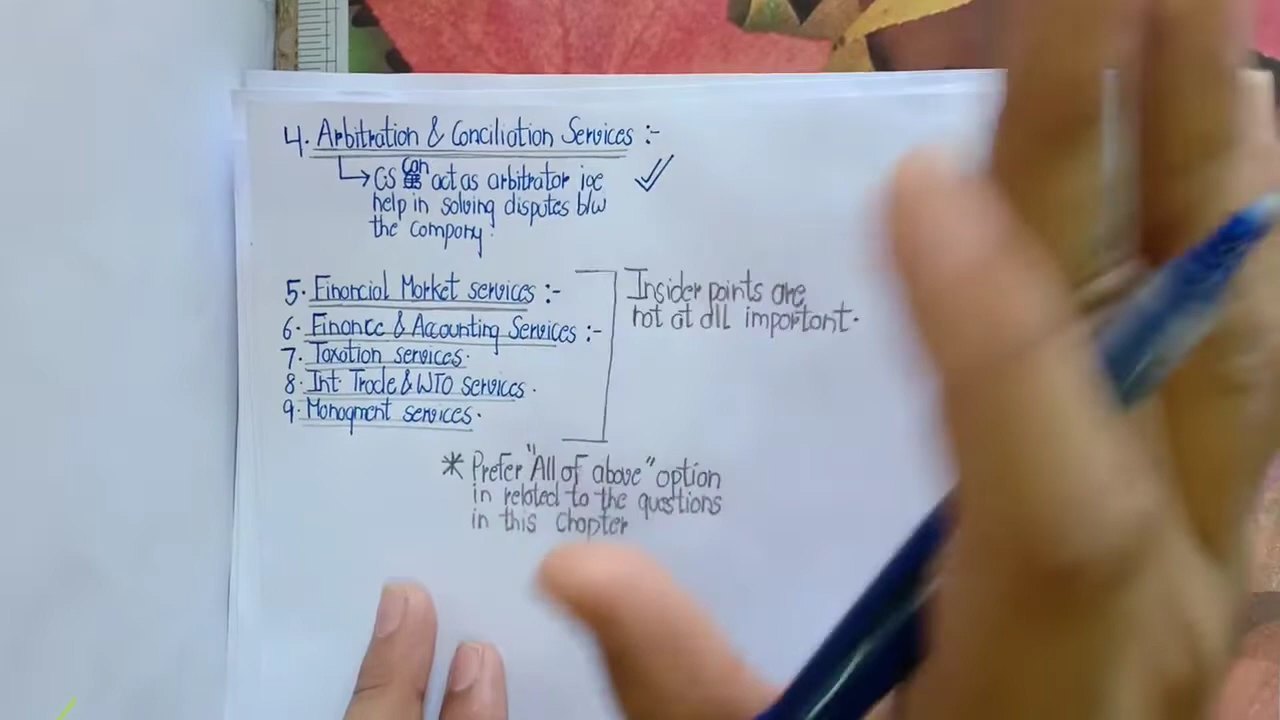 4. Arbitration & Conciliation Services :-
CS can act as arbitrator ige
help in solving disputes b/w
the company.
5. Financial Market services :-
6. Finance & Accounting Services :-
7. Taxation services.
8. Int. Trade & WTO services.
9. Managment services.
Insider points are
not at all important.
* Prefer "All of above" option
in related to the questions
in this Chapter